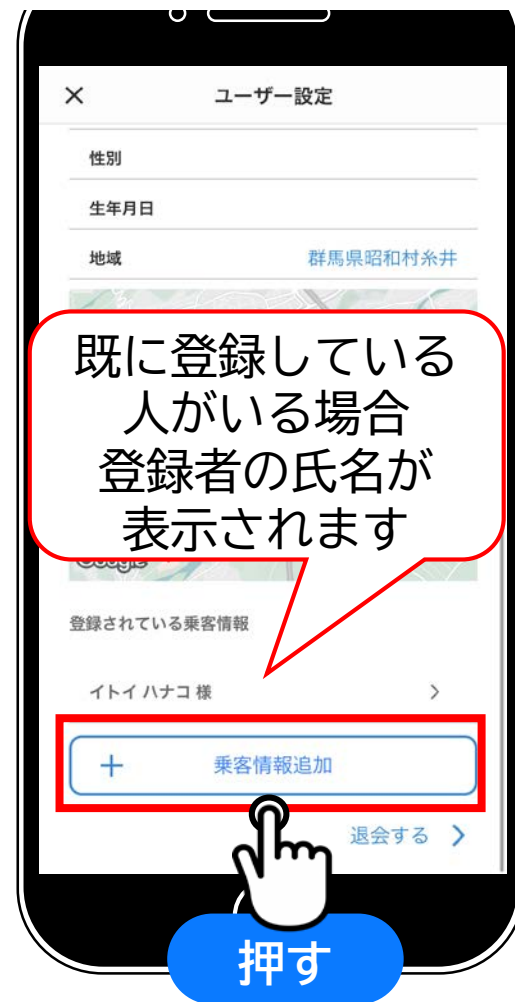 × ユーザー設定
性別
生年月日
地域 群馬県昭和村糸井
既に登録している
人がいる場合
登録者の氏名が
表示されます
Google
登録されている乗客情報
イトイ ハナコ 様 >
+ 乗客情報追加
退会する >
押す